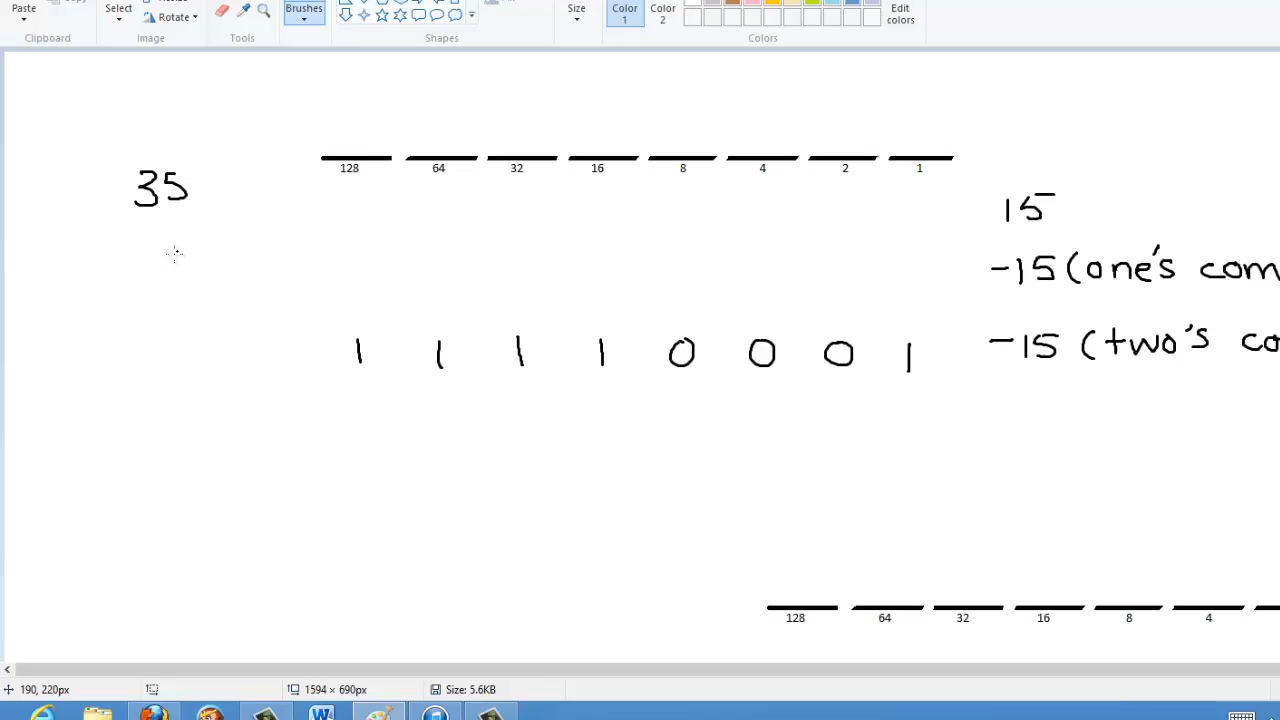 Paste
Select
Rotate
Brushes
Size
Color 1
Color 2
Edit colors
Clipboard
Image
Tools
Shapes
Colors
128 64 32 16 8 4 2 1
35
15
-15 (one's com
1 1 1 1 0 0 0 1
-15 (two's co
128 64 32 16 8 4
190, 220px
1594 × 690px
Size: 5.6KB